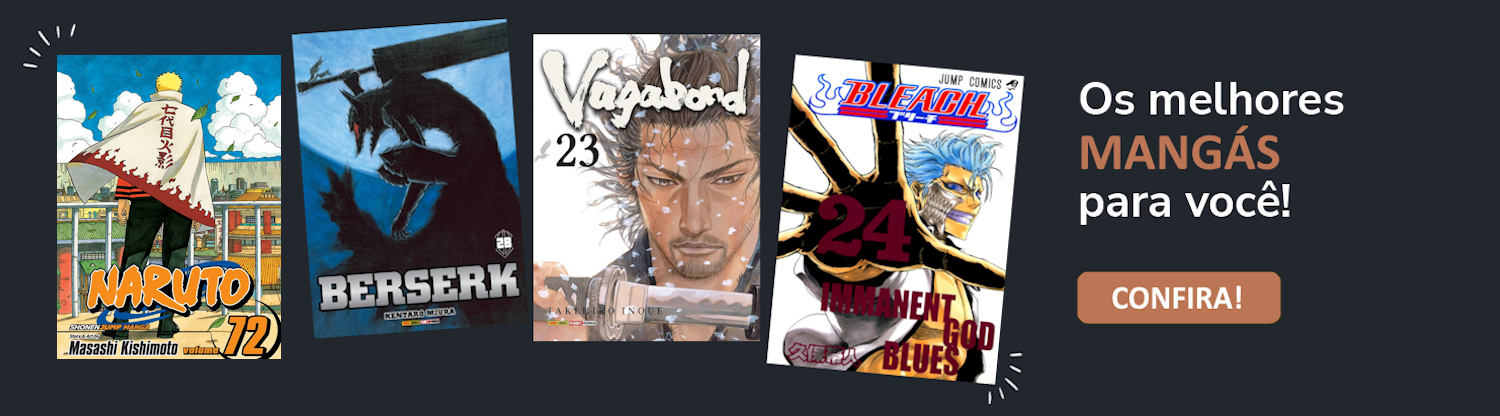 七代目火影
NARUTO
SHONEN JUMP MANGA
Story & Art by
Masashi Kishimoto volume 72
28
BERSERK
KENTARO MIURA
Vagabond
23
TAKEHIKO INOUE
JUMP COMICS
BLEACH
ブリーチ
24
IMMANENT
GOD
BLUES
久保帯人
Os melhores
MANGÁS
para você!
CONFIRA!